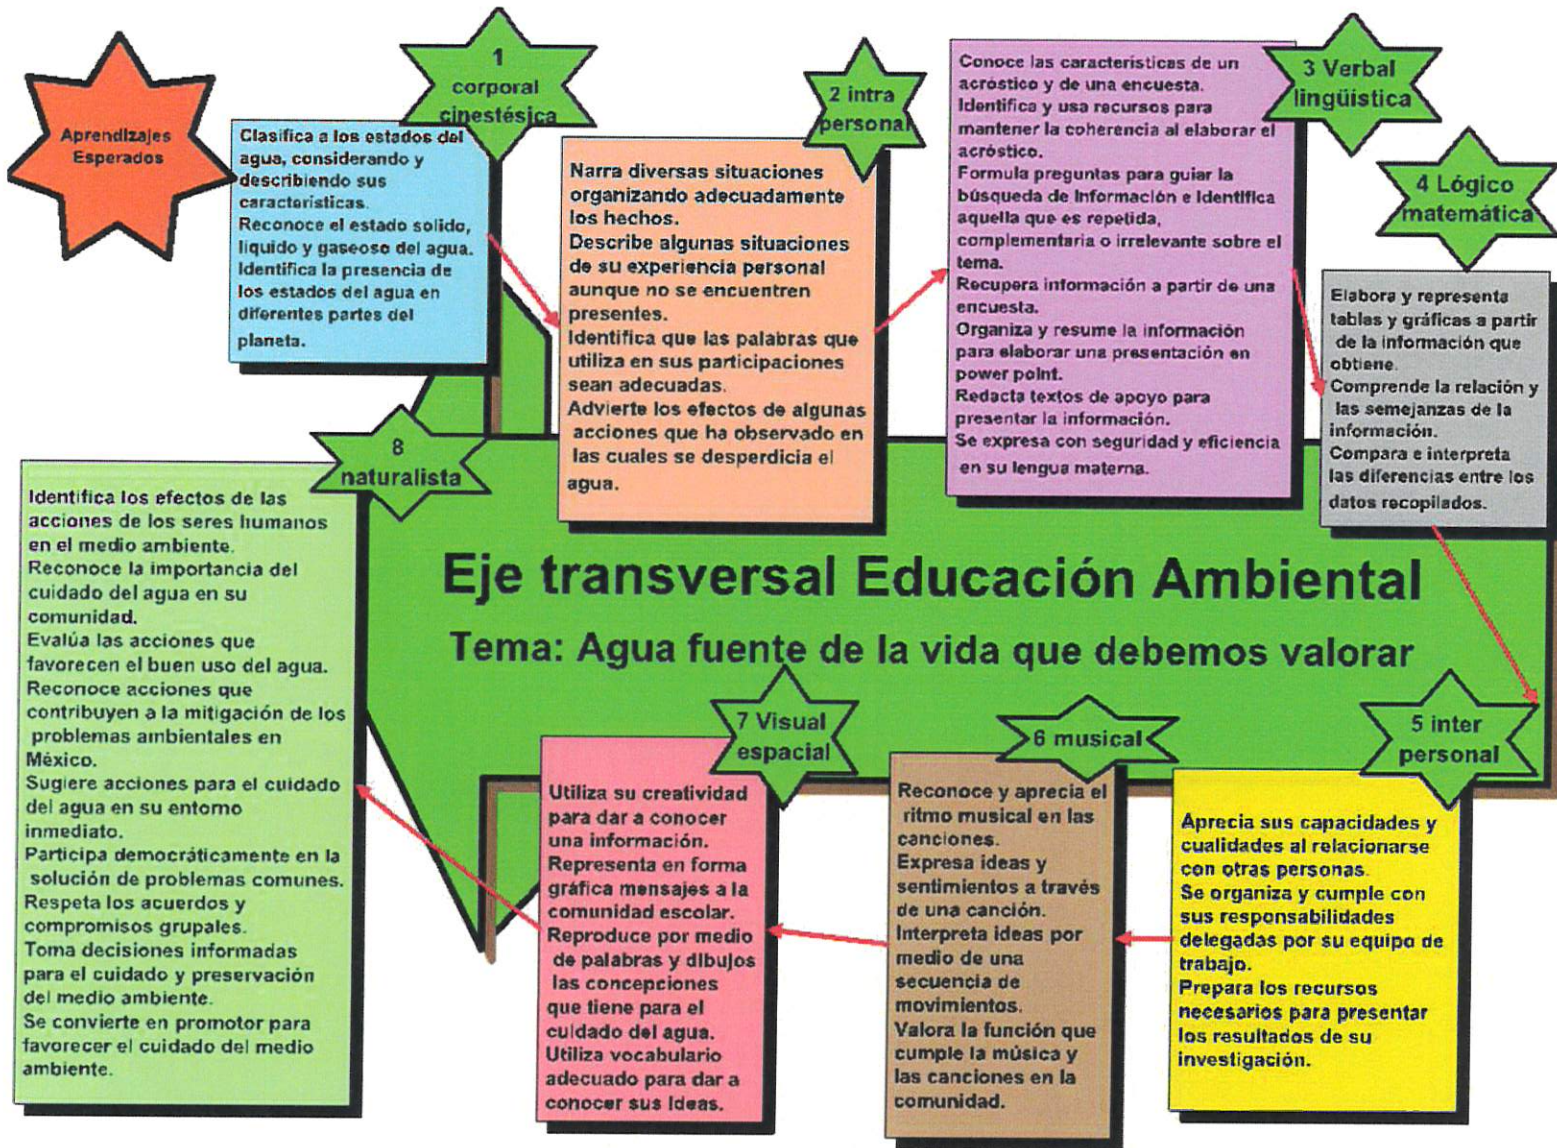 Aprendizajes
Esperados
1
corporal
cinestésica
Clasifica a los estados del
agua, considerando y
describiendo sus
características.
Reconoce el estado solido,
liquido y gaseoso del agua.
Identifica la presencia de
los estados del agua en
diferentes partes del
planeta.
2 intra
personal
Narra diversas situaciones
organizando adecuadamente
los hechos.
Describe algunas situaciones
de su experiencia personal
aunque no se encuentren
presentes.
Identifica que las palabras que
utiliza en sus participaciones
sean adecuadas.
Advierte los efectos de algunas
acciones que ha observado en
las cuales se desperdicia el
agua.
3 Verbal
lingüística
Conoce las características de un
acróstico y de una encuesta.
Identifica y usa recursos para
mantener la coherencia al elaborar el
acróstico.
Formula preguntas para guiar la
búsqueda de Información e Identifica
aquella que es repetida,
complementaria o irrelevante sobre el
tema.
Recupera información a partir de una
encuesta.
Organiza y resume la información
para elaborar una presentación en
power point.
Redacta textos de apoyo para
presentar la información.
Se expresa con seguridad y eficiencia
en su lengua materna.
4 Lógico
matemática
Elabora y representa
tablas y gráficas a partir
de la información que
obtiene.
Comprende la relación y
las semejanzas de la
información.
Compara e interpreta
las diferencias entre los
datos recopilados.
Eje transversal Educación Ambiental
Tema: Agua fuente de la vida que debemos valorar
5 inter
personal
Aprecia sus capacidades y
cualidades al relacionarse
con otras personas.
Se organiza y cumple con
sus responsabilidades
delegadas por su equipo de
trabajo.
Prepara los recursos
necesarios para presentar
los resultados de su
investigación.
6 musical
Reconoce y aprecia el
ritmo musical en las
canciones.
Expresa ideas y
sentimientos a través
de una canción.
Interpreta ideas por
medio de una
secuencia de
movimientos.
Valora la función que
cumple la música y
las canciones en la
comunidad.
7 Visual
espacial
Utiliza su creatividad
para dar a conocer
una información.
Representa en forma
gráfica mensajes a la
comunidad escolar.
Reproduce por medio
de palabras y dibujos
las concepciones
que tiene para el
cuidado del agua.
Utiliza vocabulario
adecuado para dar a
conocer sus Ideas.
8
naturalista
Identifica los efectos de las
acciones de los seres humanos
en el medio ambiente.
Reconoce la importancia del
cuidado del agua en su
comunidad.
Evalúa las acciones que
favorecen el buen uso del agua.
Reconoce acciones que
contribuyen a la mitigación de los
problemas ambientales en
México.
Sugiere acciones para el cuidado
del agua en su entorno
inmediato.
Participa democráticamente en la
solución de problemas comunes.
Respeta los acuerdos y
compromisos grupales.
Toma decisiones informadas
para el cuidado y preservación
del medio ambiente.
Se convierte en promotor para
favorecer el cuidado del medio
ambiente.